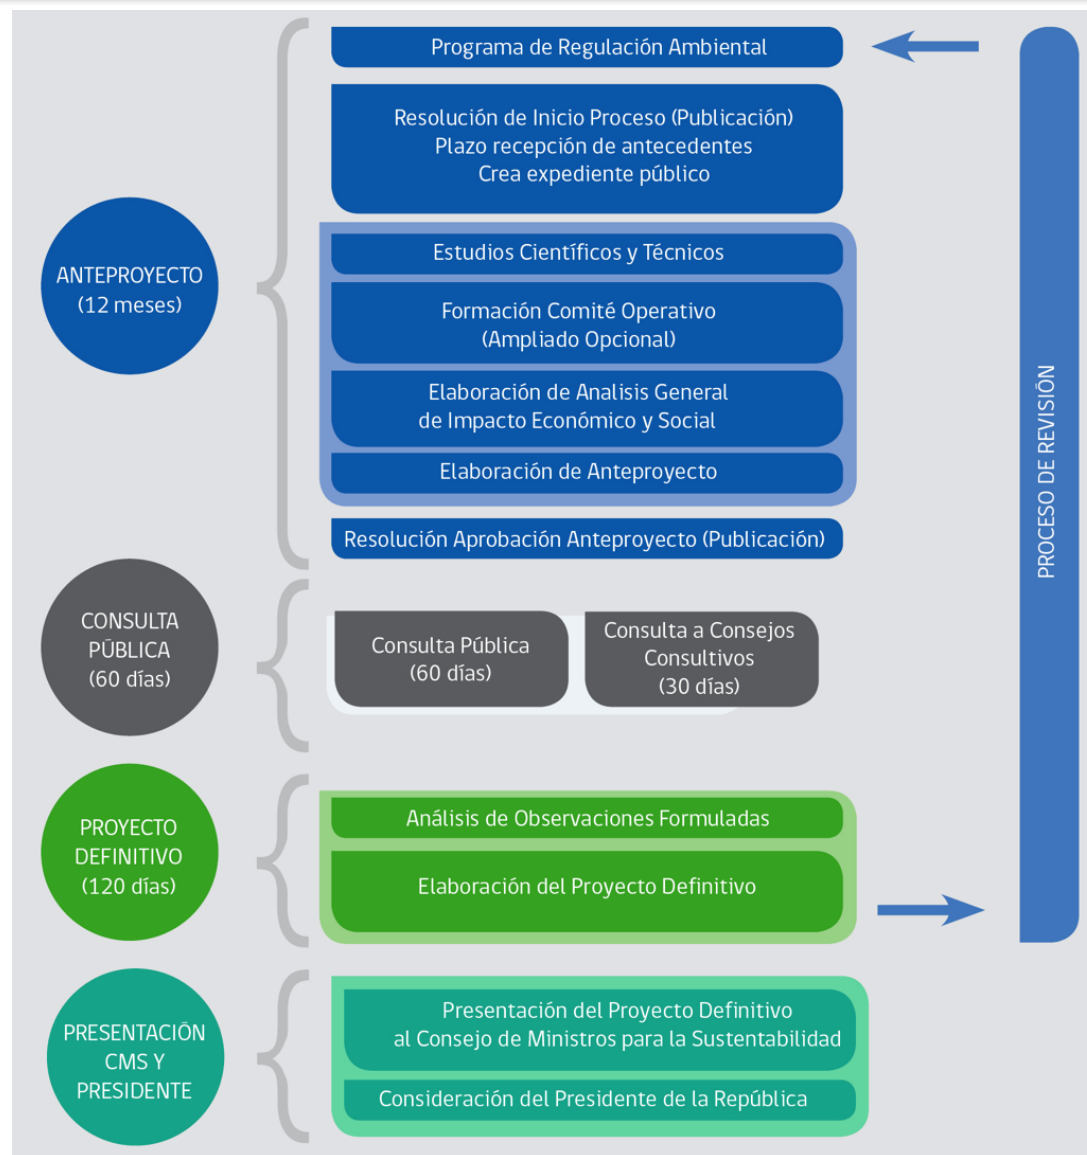 Programa de Regulación Ambiental
Resolución de Inicio Proceso (Publicación)
Plazo recepción de antecedentes
Crea expediente público
ANTEPROYECTO
(12 meses)
Estudios Científicos y Técnicos
Formación Comité Operativo
(Ampliado Opcional)
Elaboración de Analisis General
de Impacto Económico y Social
Elaboración de Anteproyecto
Resolución Aprobación Anteproyecto (Publicación)
CONSULTA
PÚBLICA
(60 días)
Consulta Pública
(60 días)
Consulta a Consejos
Consultivos
(30 días)
PROYECTO
DEFINITIVO
(120 días)
Análisis de Observaciones Formuladas
Elaboración del Proyecto Definitivo
PRESENTACIÓN
CMS Y
PRESIDENTE
Presentación del Proyecto Definitivo
al Consejo de Ministros para la Sustentabilidad
Consideración del Presidente de la República
PROCESO DE REVISIÓN